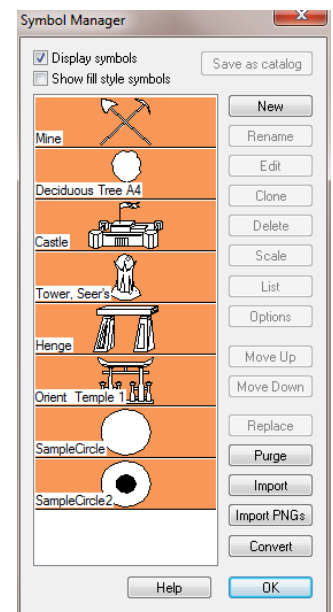 Symbol Manager
Display symbols
Show fill style symbols
Save as catalog
Mine
Deciduous Tree A4
Castle
Tower, Seer's
Henge
Orient Temple 1
SampleCircle
SampleCircle2
New
Rename
Edit
Clone
Delete
Scale
List
Options
Move Up
Move Down
Replace
Purge
Import
Import PNGs
Convert
Help
OK